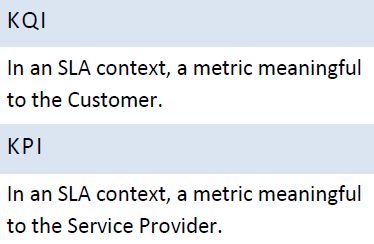 KQI
In an SLA context, a metric meaningful
to the Customer.
KPI
In an SLA context, a metric meaningful
to the Service Provider.